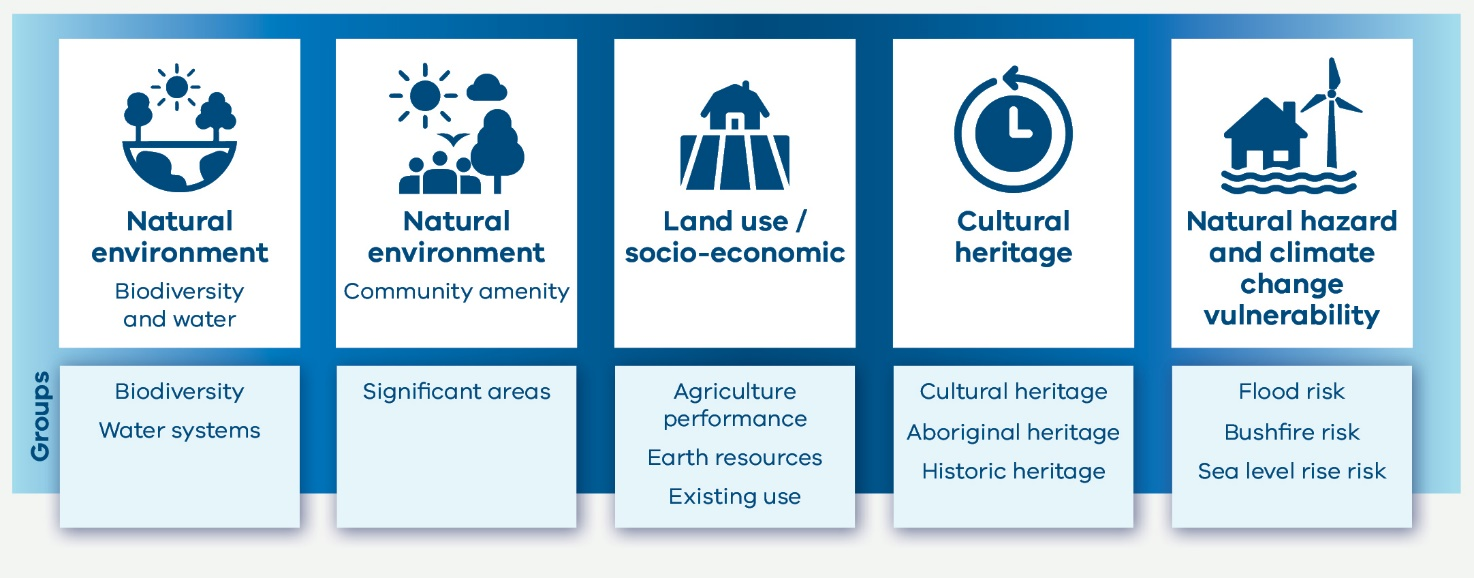 Natural
environment
Biodiversity
and water
Natural
environment
Community amenity
Land use /
socio-economic
Cultural
heritage
Natural hazard
and climate
change
vulnerability
Groups
Biodiversity
Water systems
Significant areas
Agriculture
performance
Earth resources
Existing use
Cultural heritage
Aboriginal heritage
Historic heritage
Flood risk
Bushfire risk
Sea level rise risk